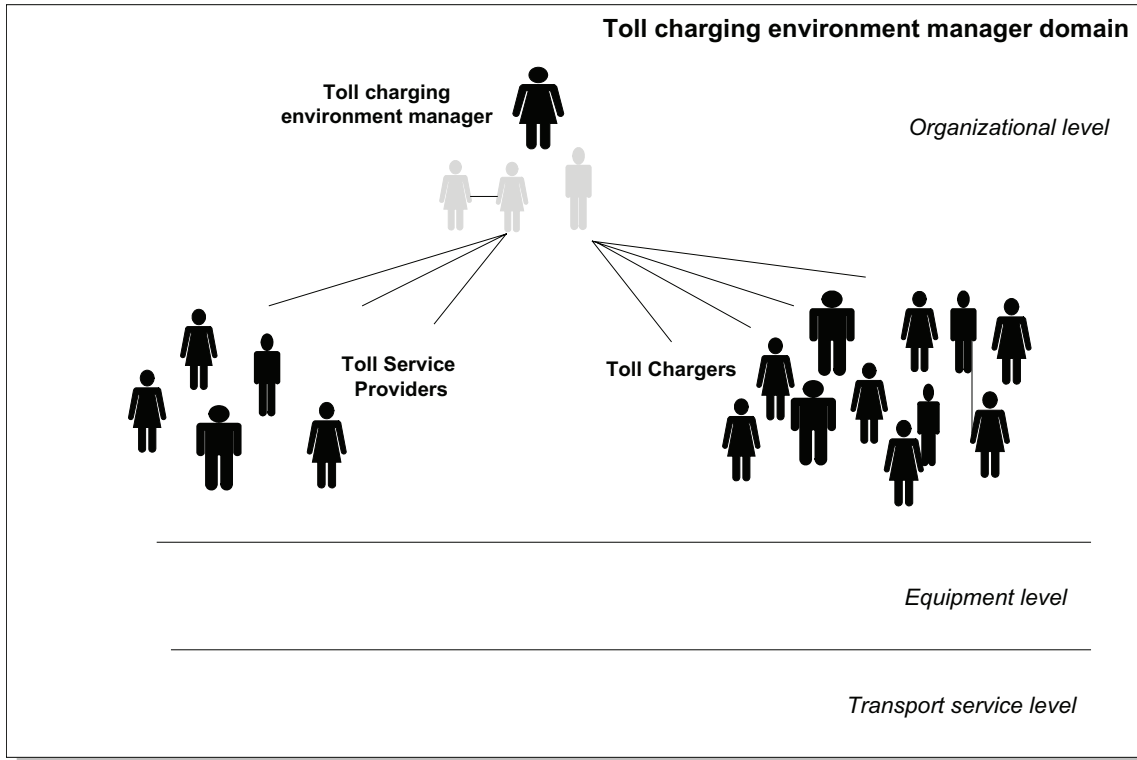 Toll charging environment manager domain
Toll charging
environment manager
Organizational level
Toll Service
Providers
Toll Chargers
Equipment level
Transport service level